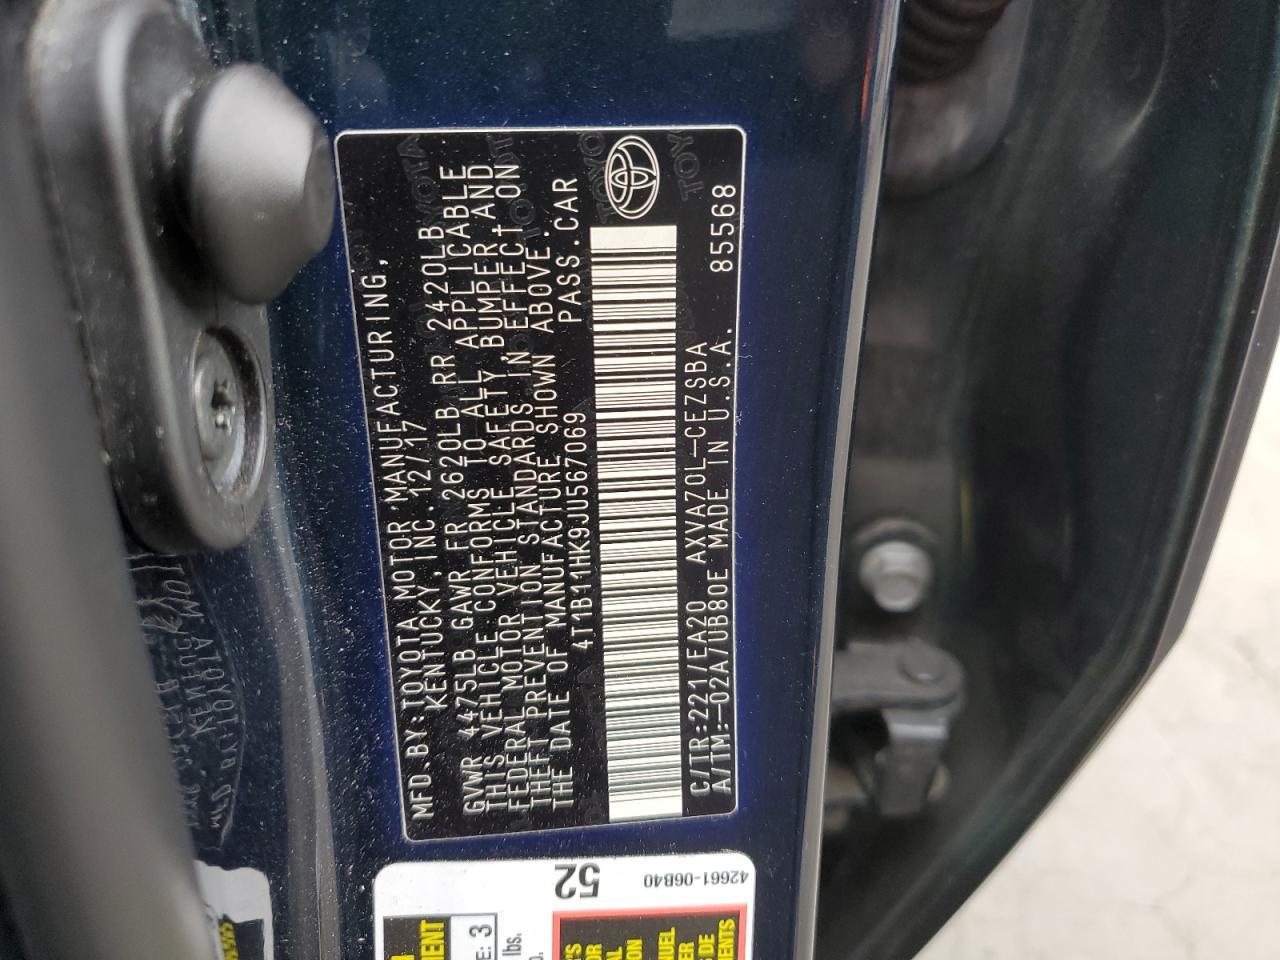 MFD.BY:TOYOTA MOTOR MANUFACTURING,
KENTUCKY, INC. 12/17
GVWR 4475LB GAWR FR 2620LB RR 2420LB
THIS VEHICLE CONFORMS TO ALL APPLICABLE
FEDERAL MOTOR VEHICLE SAFETY, BUMPER, AND
THEFT PREVENTION STANDARDS IN EFFECT ON
THE DATE OF MANUFACTURE SHOWN ABOVE.
4T1B11HK9JU567069 PASS.CAR
C/TR:221/EA20 AXVA70L-CEZSBA
A/TM:-02A/UB80E MADE IN U.S.A. 85568
52
42661-06B40
3
lbs.